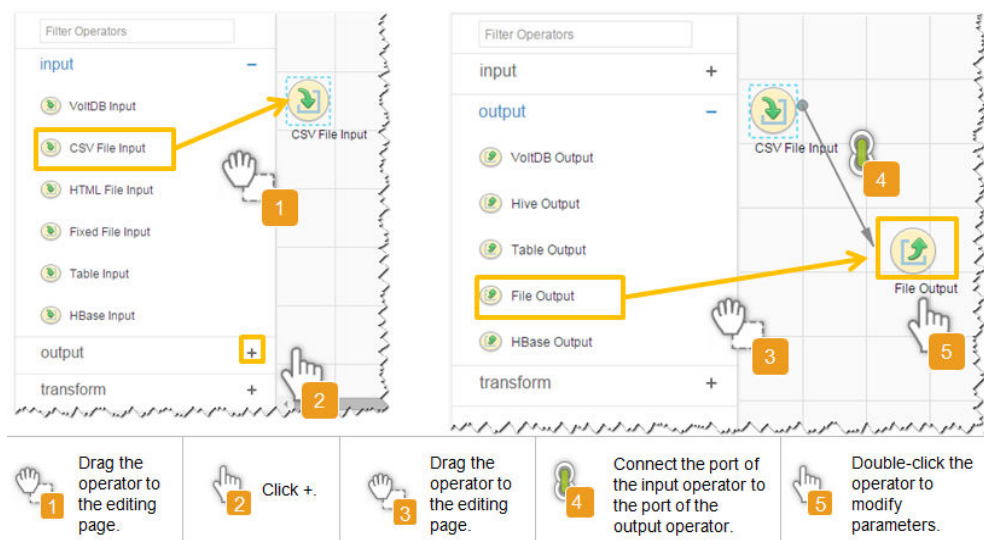 Filter Operators
input −
VoltDB Input
CSV File Input
HTML File Input
Fixed File Input
Table Input
HBase Input
output +
transform +
CSV File Input
1
2
Filter Operators
input +
output −
VoltDB Output
Hive Output
Table Output
File Output
HBase Output
transform +
CSV File Input
4
File Output
3
5
1
Drag the
operator to
the editing
page.
2
Click +.
3
Drag the
operator to
the editing
page.
4
Connect the port of
the input operator to
the port of the
output operator.
5
Double-click the
operator to
modify
parameters.